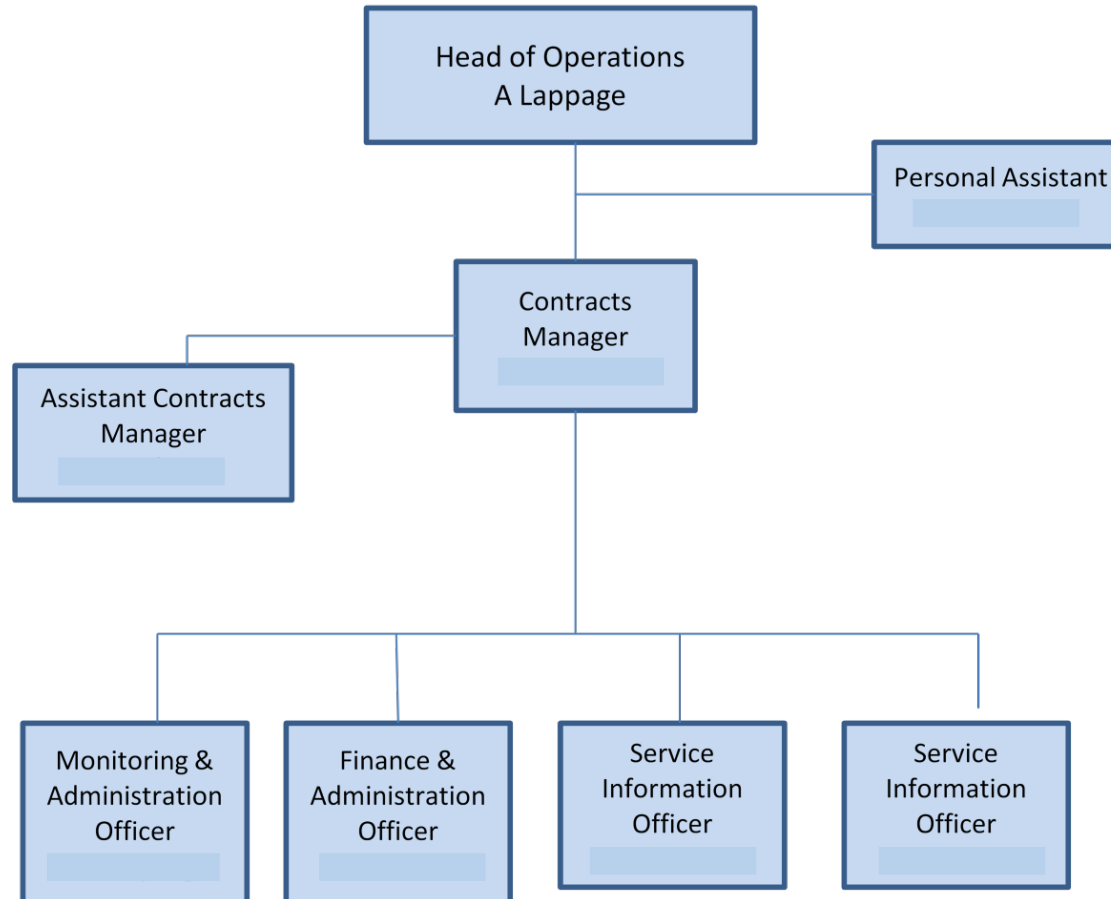 Head of Operations
A Lappage
Personal Assistant
Contracts
Manager
Assistant Contracts
Manager
Monitoring &
Administration
Officer
Finance &
Administration
Officer
Service
Information
Officer
Service
Information
Officer